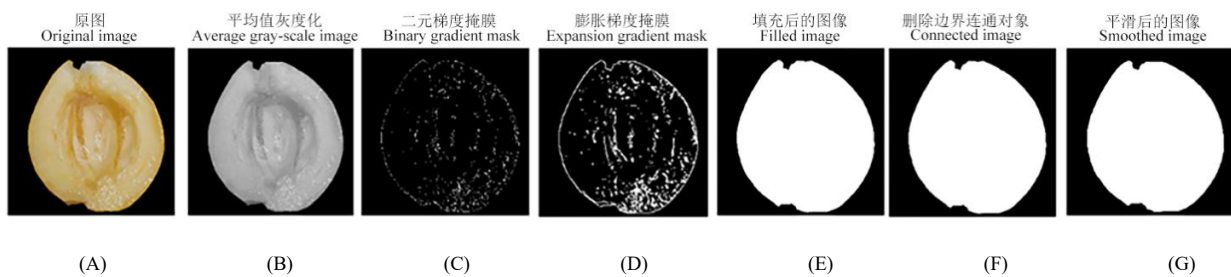 原图
Original image
平均值灰度化
Average gray-scale image
二元梯度掩膜
Binary gradient mask
膨胀梯度掩膜
Expansion gradient mask
填充后的图像
Filled image
删除边界连通对象
Connected image
平滑后的图像
Smoothed image
(A)
(B)
(C)
(D)
(E)
(F)
(G)